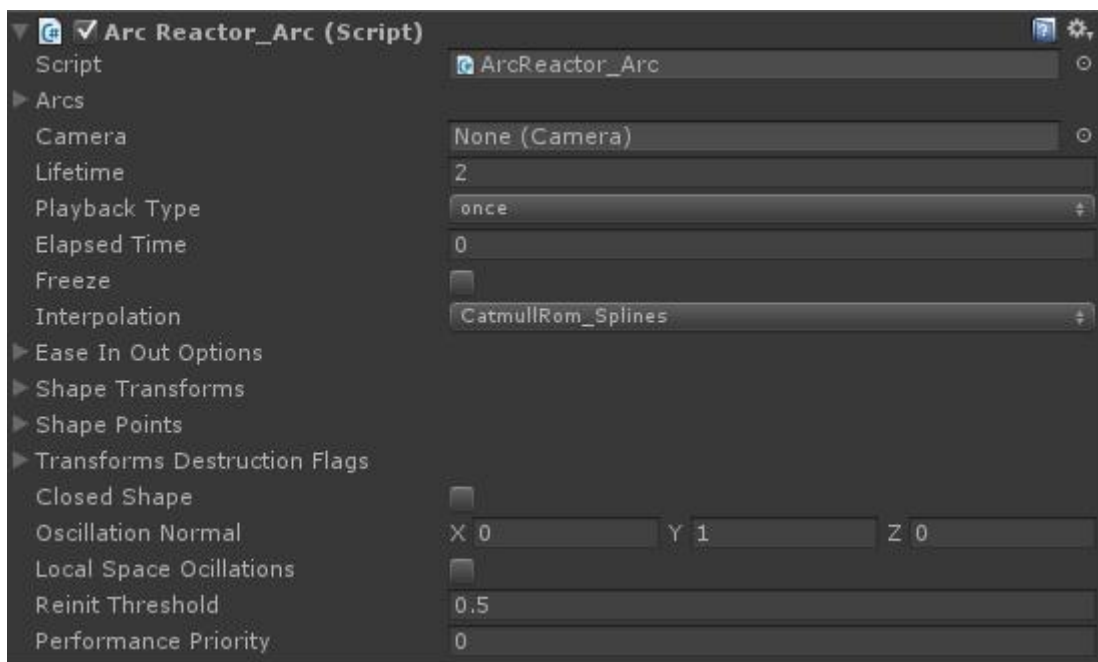 Arc Reactor_Arc (Script)
Script ArcReactor_Arc
Arcs
Camera None (Camera)
Lifetime 2
Playback Type once
Elapsed Time 0
Freeze
Interpolation CatmullRom_Splines
Ease In Out Options
Shape Transforms
Shape Points
Transforms Destruction Flags
Closed Shape
Oscillation Normal X 0 Y 1 Z 0
Local Space Ocillations
Reinit Threshold 0.5
Performance Priority 0